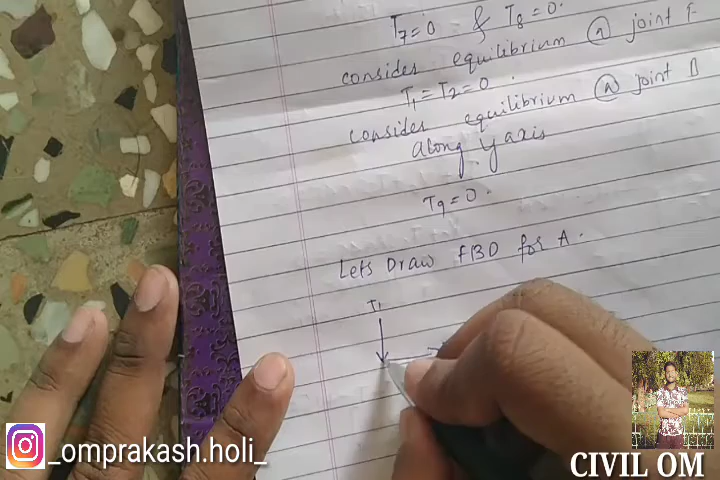 T7=0 & T8=0.
consider equilibrium @ joint F
T1=T2=0.
consider equilibrium @ joint B
along y axis
T9=0.
Lets Draw FBD for A.
T1
_omprakash.holi_
CIVIL OM